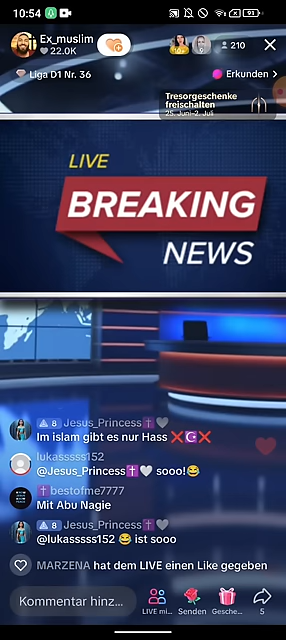 10:54
91
Ex_muslim
22.0K
210
Liga D1 Nr. 36
Erkunden
Tresorgeschenke
freischalten
25. Juni–2. Juli
LIVE
BREAKING
NEWS
8 Jesus_Princess✝️🤍
Im islam gibt es nur Hass ❌☪️❌
lukasssss152
@Jesus_Princess✝️🤍 sooo!😂
✝️bestofme7777
Mit Abu Nagie
8 Jesus_Princess✝️🤍
@lukasssss152 😂 ist sooo
MARZENA hat dem LIVE einen Like gegeben
Kommentar hinz...
LIVE mi...
Senden
Gesche...
5